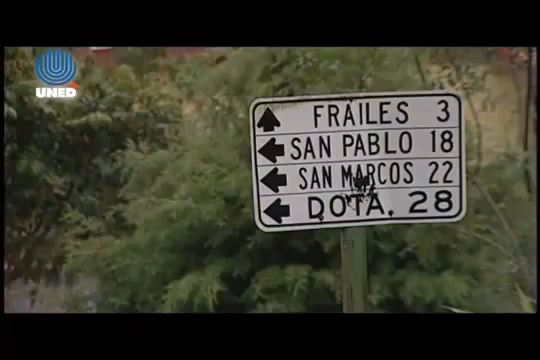 UNED
FRAILES 3
SAN PABLO 18
SAN MARCOS 22
DOTA. 28